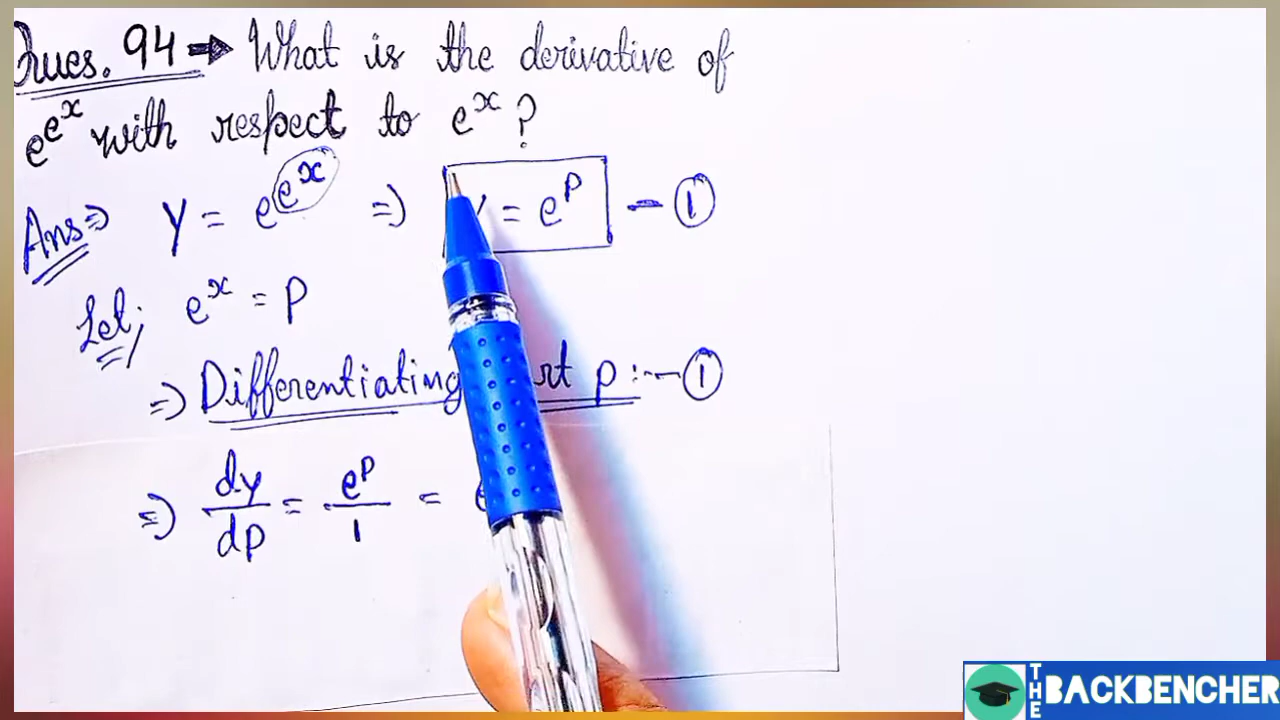 Ques. 94 → What is the derivative of
e^{e^x} with respect to e^x ?
Ans ⇒ Y = e^{e^x} ⇒ = e^p – ①
Let; e^x = p
⇒ Differentiating p :– ①
⇒ dy/dp = e^p/1 =
THE BACKBENCHER